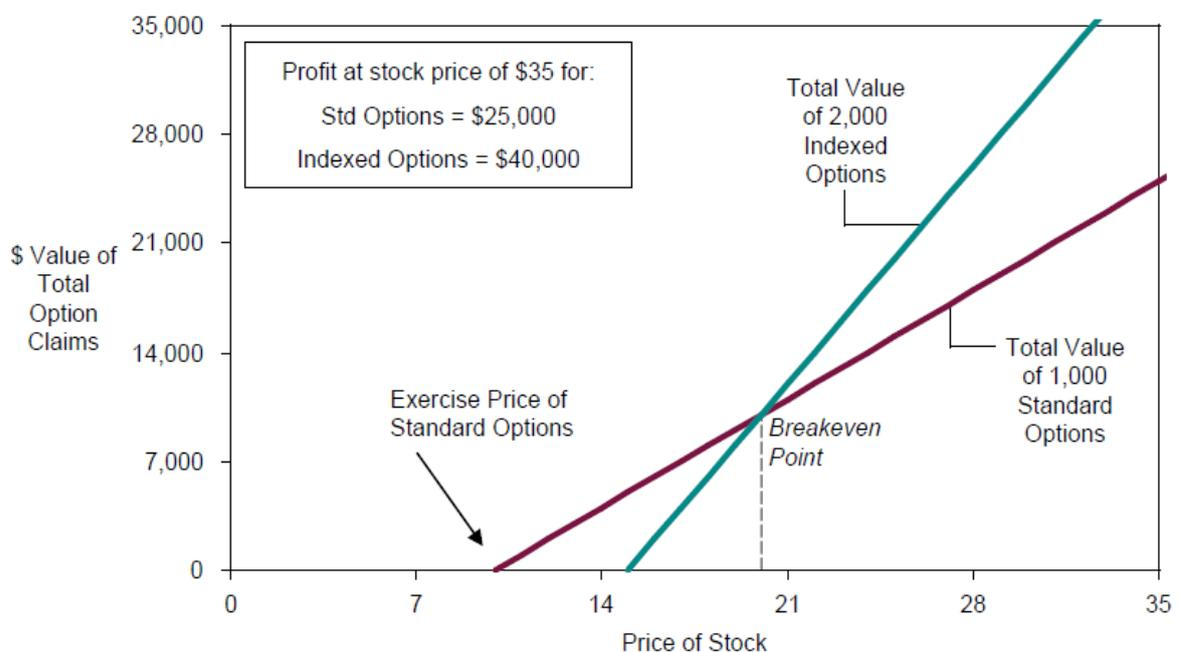 35,000
Profit at stock price of $35 for:
Std Options = $25,000
Indexed Options = $40,000
Total Value
of 2,000
Indexed
Options
28,000
$ Value of
Total
Option
Claims
21,000
14,000
Total Value
of 1,000
Standard
Options
Exercise Price of
Standard Options
Breakeven
Point
7,000
0
0
7
14
21
28
35
Price of Stock